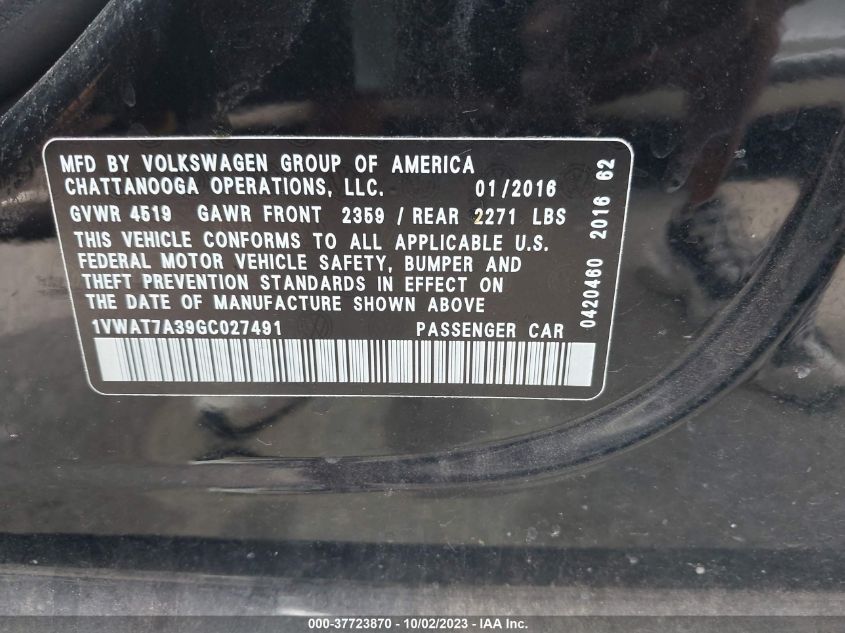 MFD BY VOLKSWAGEN GROUP OF AMERICA
CHATTANOOGA OPERATIONS, LLC. 01/2016
GVWR 4519 GAWR FRONT 2359 / REAR 2271 LBS
THIS VEHICLE CONFORMS TO ALL APPLICABLE U.S.
FEDERAL MOTOR VEHICLE SAFETY, BUMPER AND
THEFT PREVENTION STANDARDS IN EFFECT ON
THE DATE OF MANUFACTURE SHOWN ABOVE
1VWAT7A39GC027491 PASSENGER CAR
0420460 2016 62
000-37723870 - 10/02/2023 - IAA Inc.